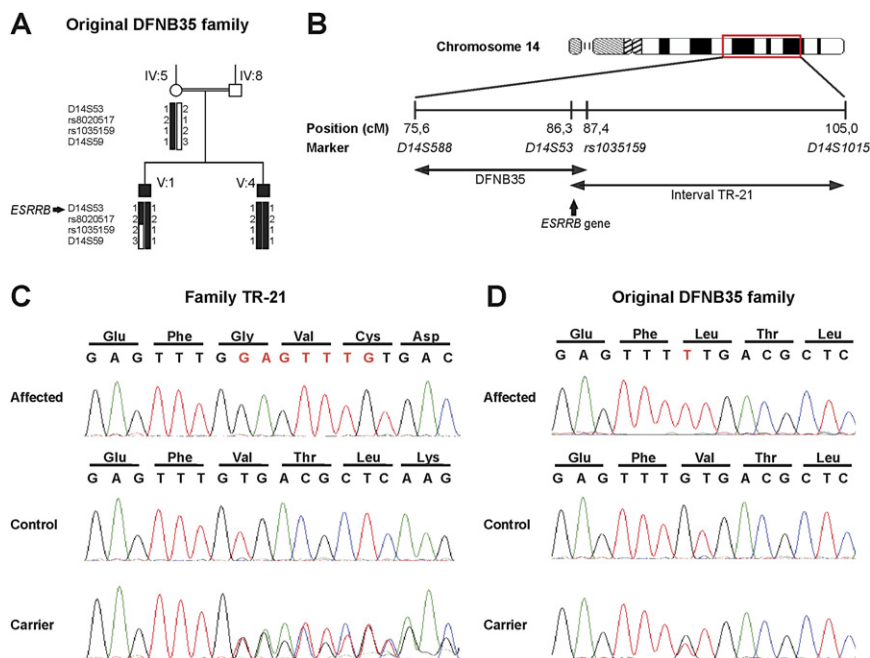 A Original DFNB35 family
IV:5 IV:8
D14S53 1 2
rs8020517 2 1
rs1035159 1 2
D14S59 1 3
V:1 V:4
ESRRB D14S53 1 1 1 1
rs8020517 2 2 2 2
rs1035159 2 1 1 1
D14S59 3 1 1 1
B
Chromosome 14
Position (cM) 75,6 86,3 87,4 105,0
Marker D14S588 D14S53 rs1035159 D14S1015
DFNB35
Interval TR-21
ESRRB gene
C Family TR-21
Glu Phe Gly Val Cys Asp
G A G T T T G G A G T T T G T G A C
Affected
Glu Phe Val Thr Leu Lys
G A G T T T G T G A C G C T C A A G
Control
Carrier
D Original DFNB35 family
Glu Phe Leu Thr Leu
G A G T T T T T G A C G C T C
Affected
Glu Phe Val Thr Leu
G A G T T T G T G A C G C T C
Control
Carrier